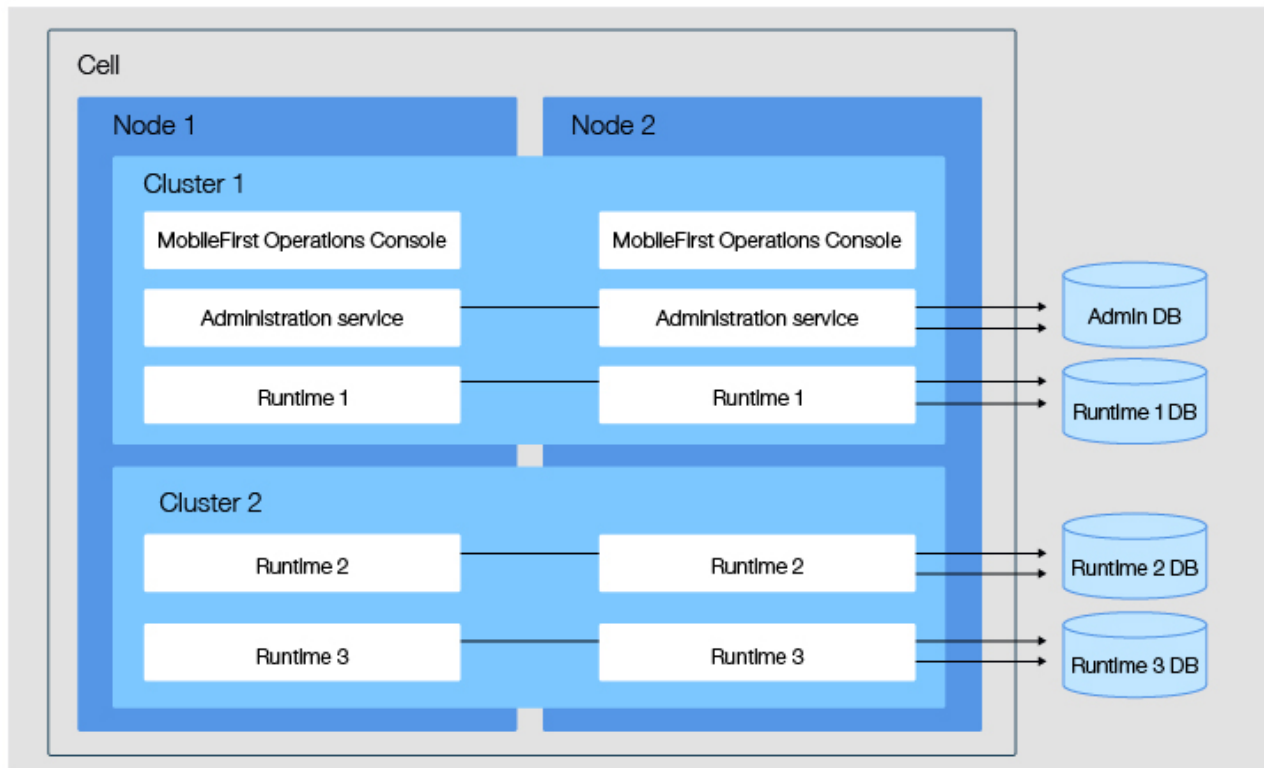 Cell
Node 1
Node 2
Cluster 1
MobileFirst Operations Console
MobileFirst Operations Console
Administration service
Administration service
Admin DB
Runtime 1
Runtime 1
Runtime 1 DB
Cluster 2
Runtime 2
Runtime 2
Runtime 2 DB
Runtime 3
Runtime 3
Runtime 3 DB